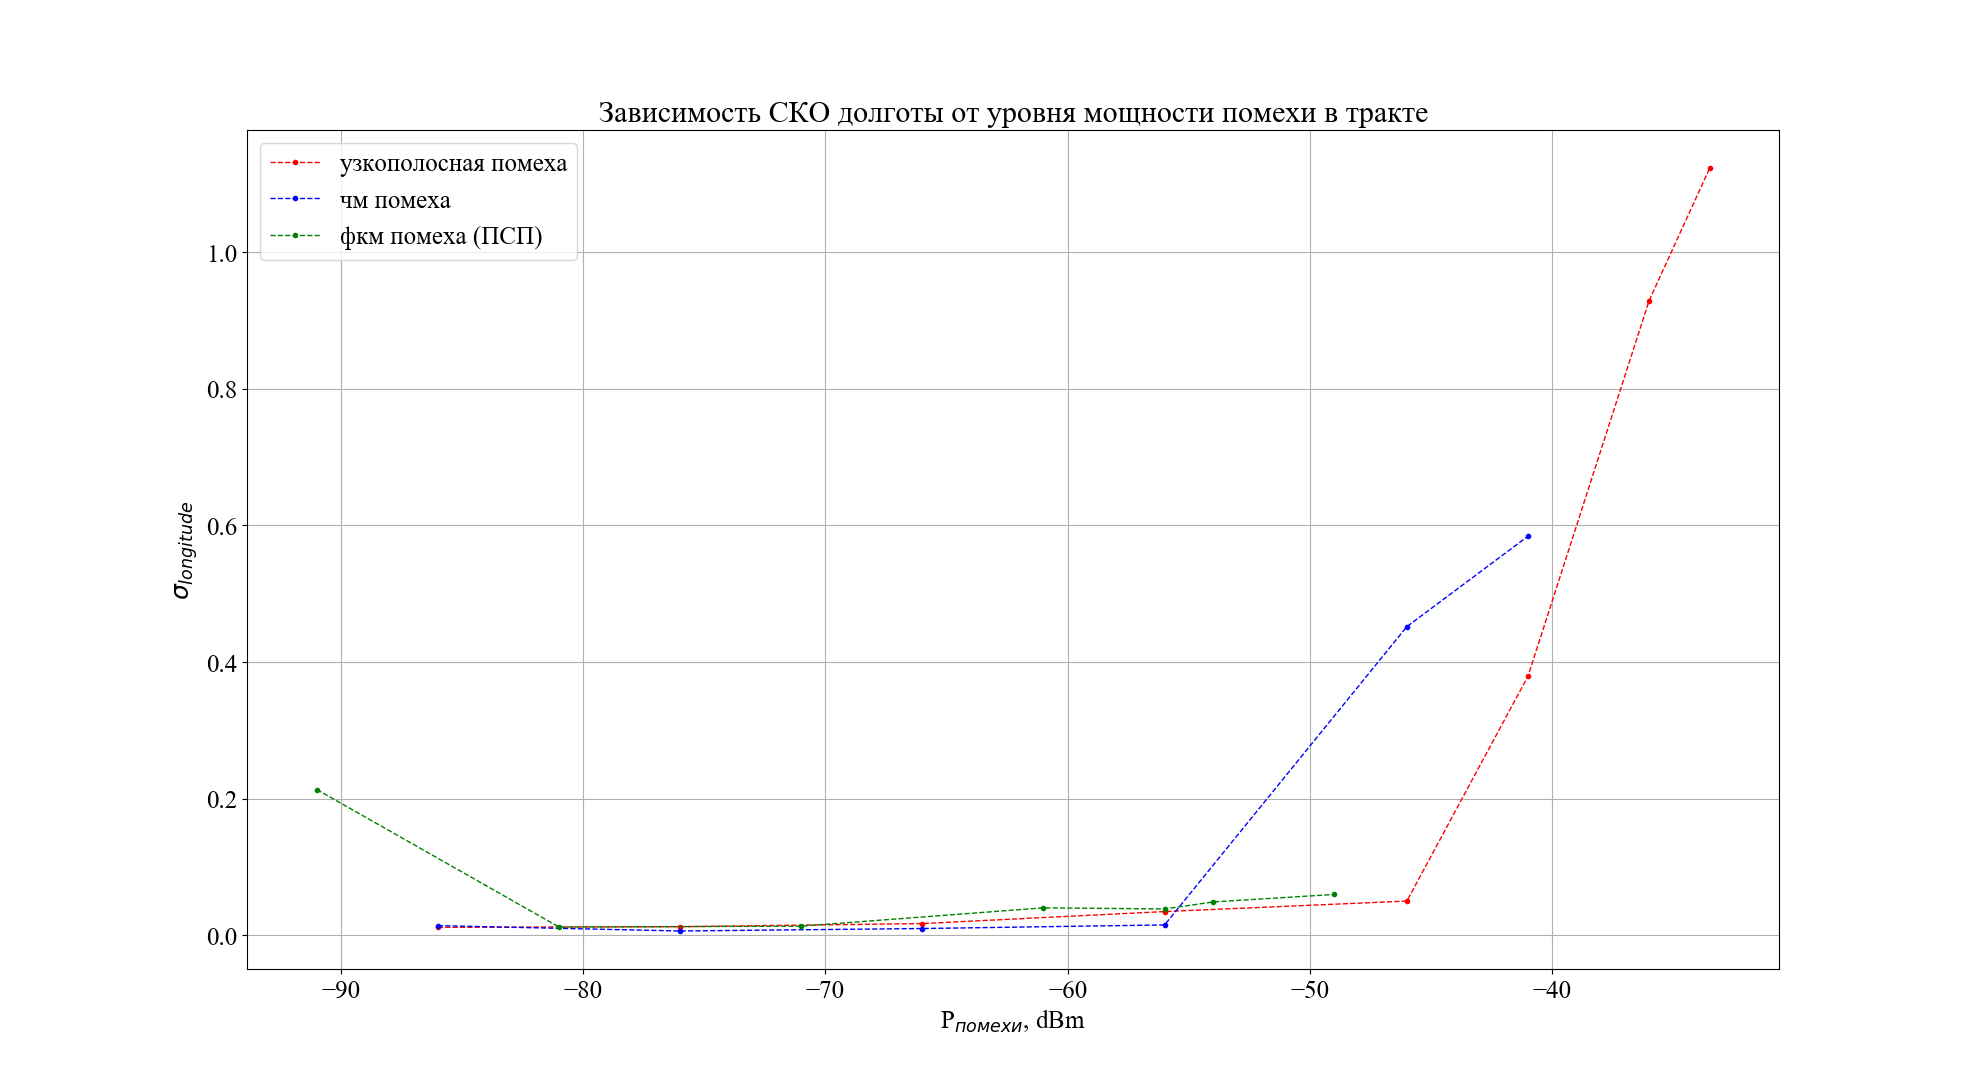 Зависимость СКО долготы от уровня мощности помехи в тракте
узкополосная помеха
чм помеха
фкм помеха (ПСП)
1.0
0.8
0.6
0.4
0.2
0.0
σlongitude
−90 −80 −70 −60 −50 −40
Pпомехи, dBm